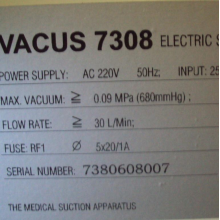 VACUS 7308 ELECTRIC S
POWER SUPPLY: AC 220V 50Hz; INPUT: 25
MAX. VACUUM: ≧ 0.09 MPa (680mmHg);
FLOW RATE: ≧ 30 L/Min;
FUSE: RF1 Ø 5x20/1A
SERIAL NUMBER: 7380608007
THE MEDICAL SUCTION APPARATUS